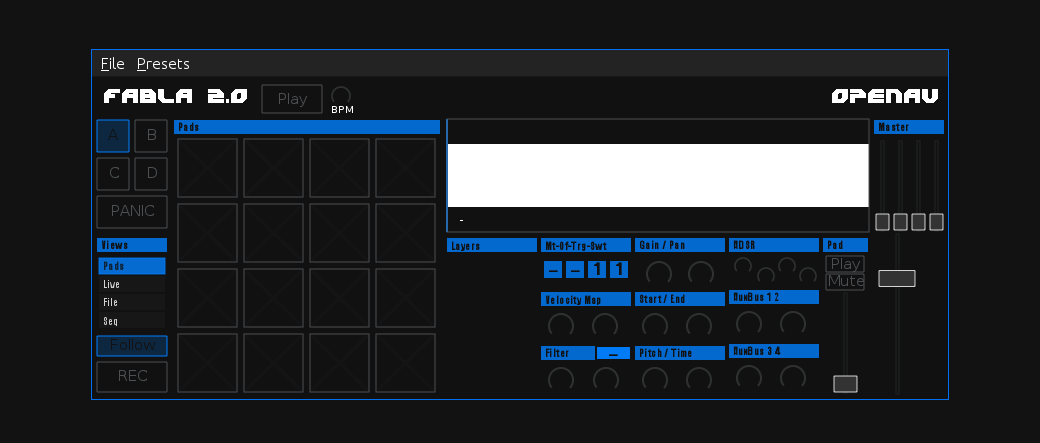 File Presets
FABLA 2.0
Play
BPM
OPENAV
A
B
C
D
PANIC
Views
Pads
Live
File
Seq
Follow
REC
Pads
-
Layers
Mt-Of-Trg-Swt
– – 1 1
Velocity Map
Filter
–
Gain / Pan
Start / End
Pitch / Time
ADSR
AuxBus 1 2
AuxBus 3 4
Pad
Play
Mute
Master